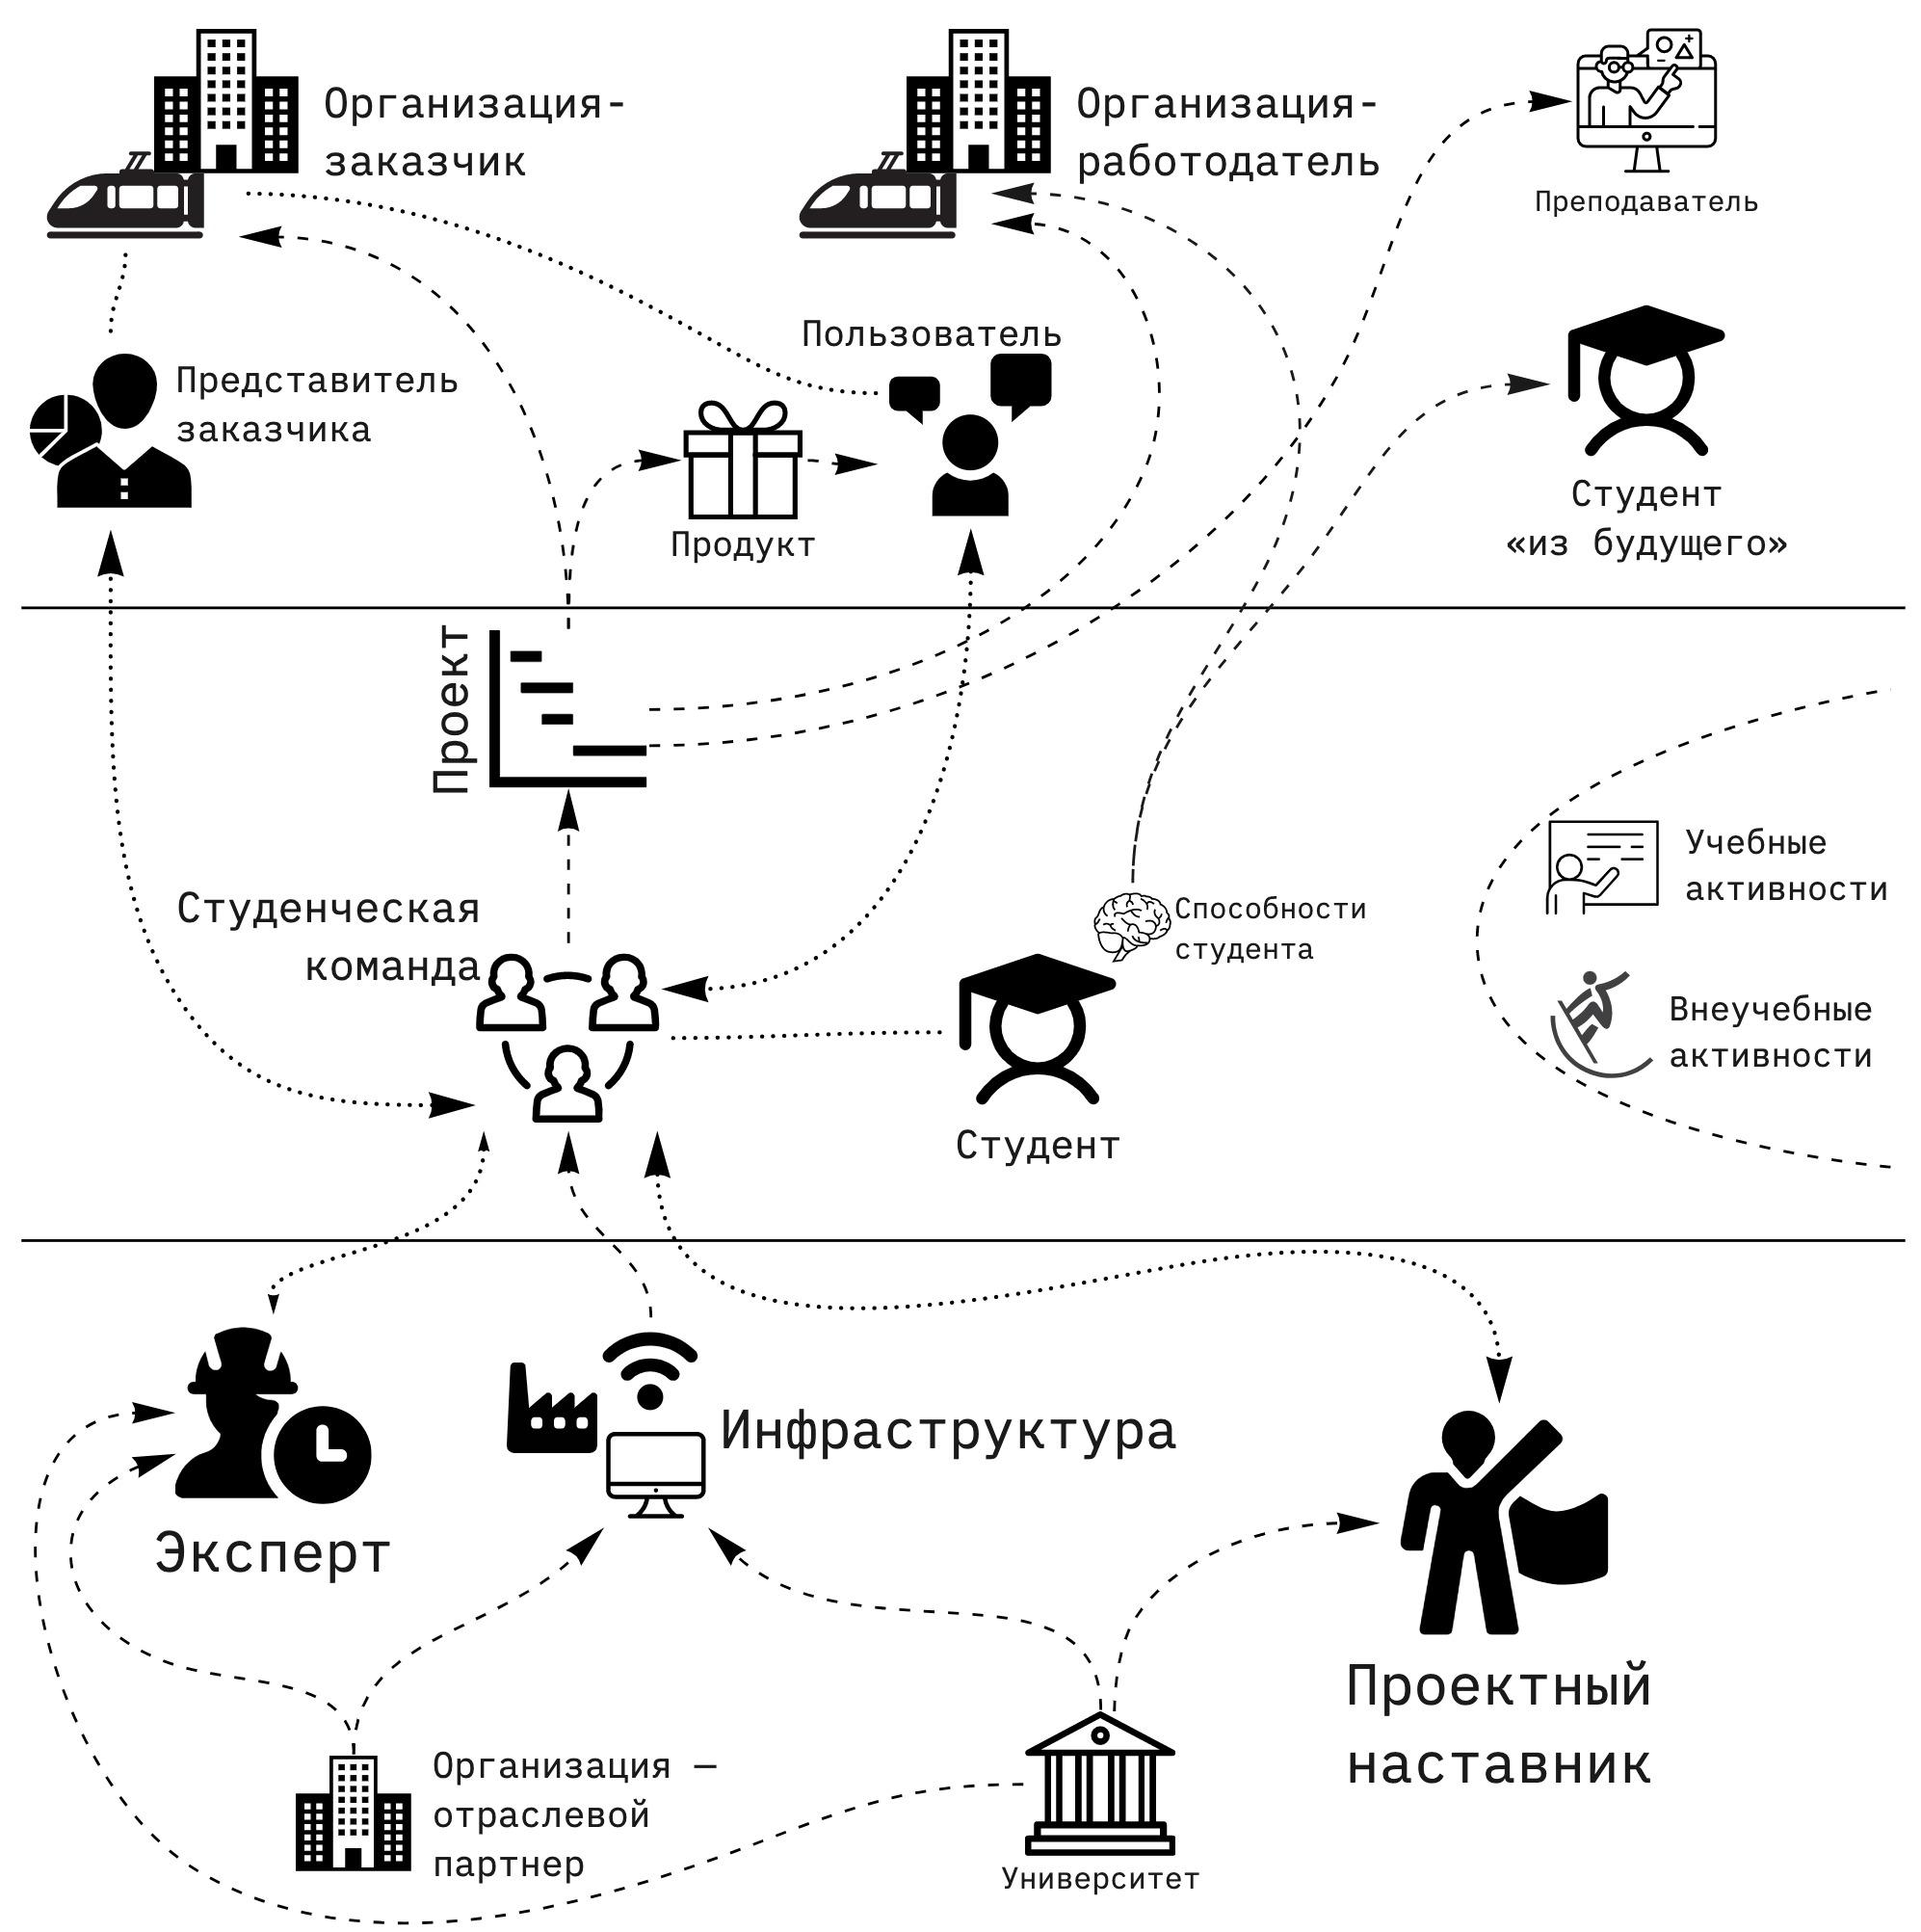 Организация-
заказчик
Организация-
работодатель
Преподаватель
Пользователь
Представитель
заказчика
Продукт
Студент
«из будущего»
Проект
Учебные
активности
Студенческая
команда
Способности
студента
Внеучебные
активности
Студент
Инфраструктура
Эксперт
Проектный
наставник
Организация —
отраслевой
партнер
Университет